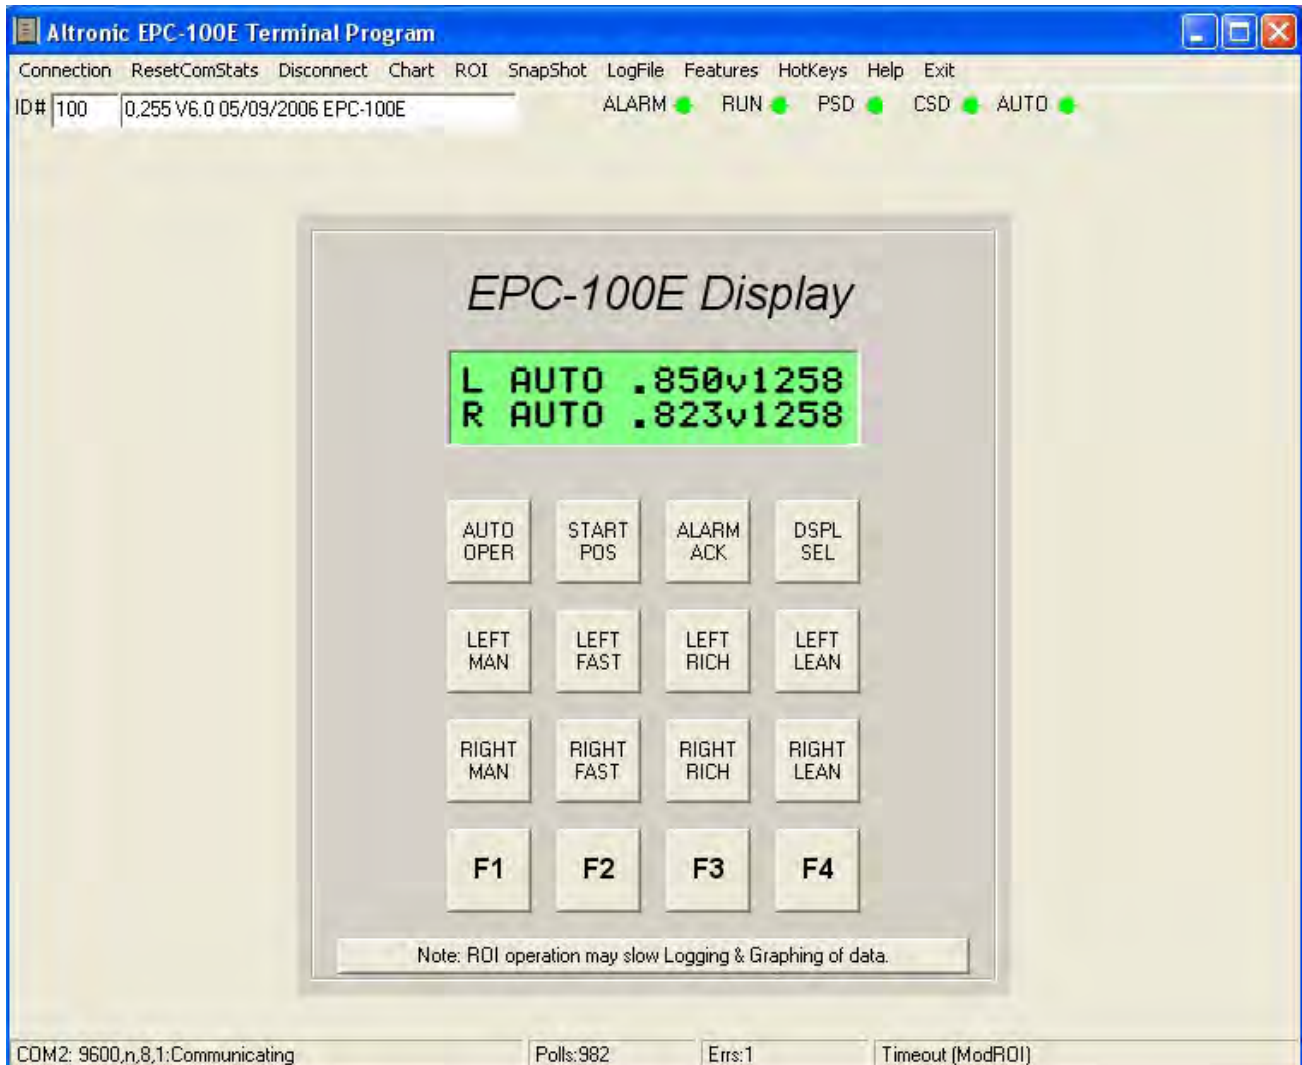 Altronic EPC-100E Terminal Program
Connection ResetComStats Disconnect Chart ROI SnapShot LogFile Features HotKeys Help Exit
ID# 100 0,255 V6.0 05/09/2006 EPC-100E ALARM RUN PSD CSD AUTO
EPC-100E Display
L AUTO .850v1258
R AUTO .823v1258
AUTO OPER
START POS
ALARM ACK
DSPL SEL
LEFT MAN
LEFT FAST
LEFT RICH
LEFT LEAN
RIGHT MAN
RIGHT FAST
RIGHT RICH
RIGHT LEAN
F1 F2 F3 F4
Note: ROI operation may slow Logging & Graphing of data.
COM2: 9600,n,8,1:Communicating Polls:982 Errs:1 Timeout (ModROI)